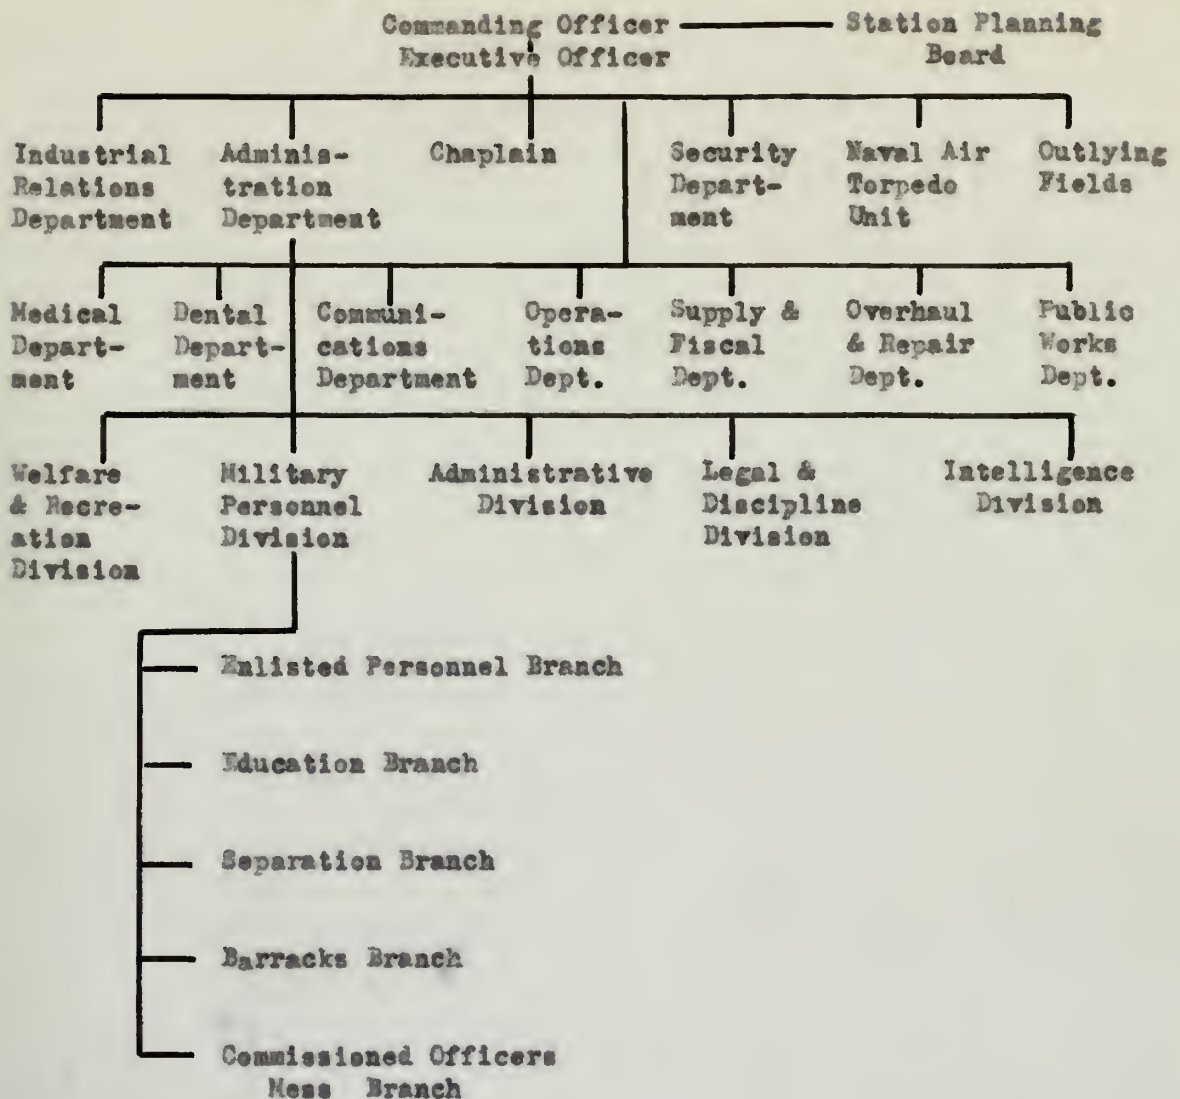 Commanding Officer
Executive Officer
Station Planning
Board
Industrial
Relations
Department
Adminis-
tration
Department
Chaplain
Security
Depart-
ment
Naval Air
Torpedo
Unit
Outlying
Fields
Medical
Depart-
ment
Dental
Depart-
ment
Communi-
cations
Department
Opera-
tions
Dept.
Supply &
Fiscal
Dept.
Overhaul
& Repair
Dept.
Public
Works
Dept.
Welfare
& Recre-
ation
Division
Military
Personnel
Division
Administrative
Division
Legal &
Discipline
Division
Intelligence
Division
Enlisted Personnel Branch
Education Branch
Separation Branch
Barracks Branch
Commissioned Officers
Mess Branch